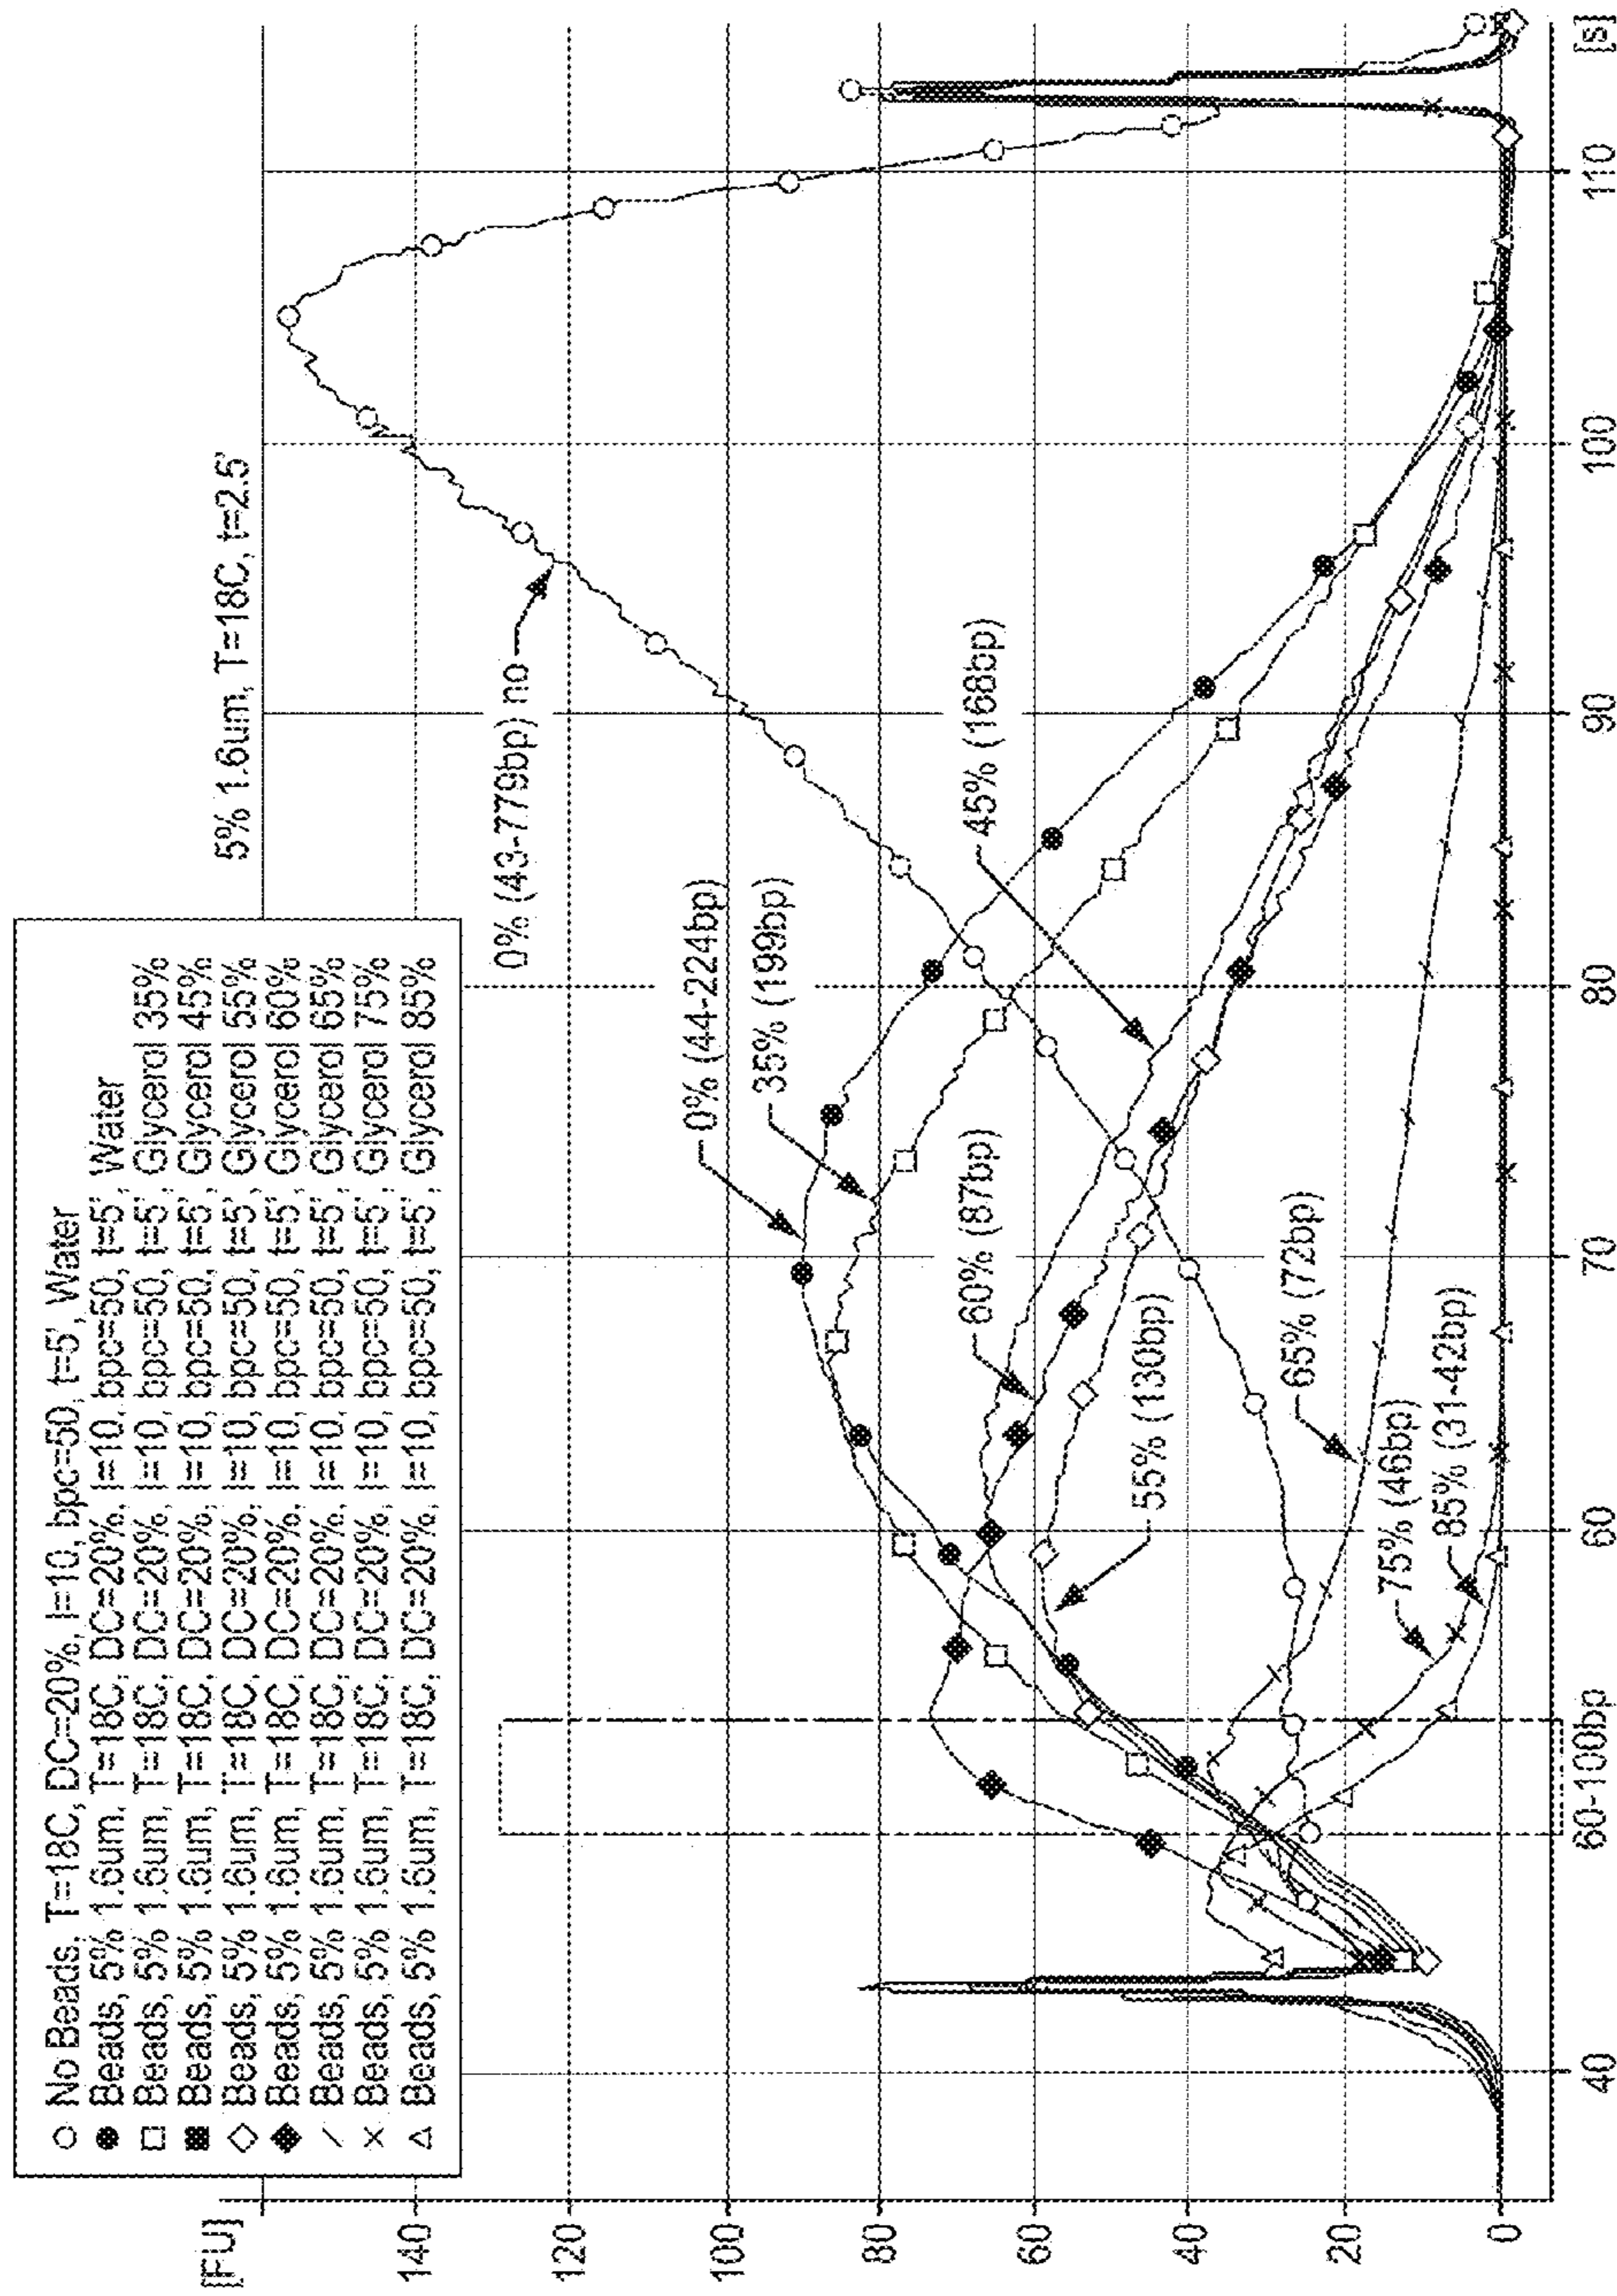 ○ No Beads, T=18C, DC=20%, I=10, bpc=50, t=5', Water
● Beads, 5% 1.6um, T=18C, DC=20%, I=10, bpc=50, t=5', Water
□ Beads, 5% 1.6um, T=18C, DC=20%, I=10, bpc=50, t=5', Glycerol 35%
■ Beads, 5% 1.6um, T=18C, DC=20%, I=10, bpc=50, t=5', Glycerol 45%
◇ Beads, 5% 1.6um, T=18C, DC=20%, I=10, bpc=50, t=5', Glycerol 55%
◆ Beads, 5% 1.6um, T=18C, DC=20%, I=10, bpc=50, t=5', Glycerol 60%
/ Beads, 5% 1.6um, T=18C, DC=20%, I=10, bpc=50, t=5', Glycerol 65%
× Beads, 5% 1.6um, T=18C, DC=20%, I=10, bpc=50, t=5', Glycerol 75%
△ Beads, 5% 1.6um, T=18C, DC=20%, I=10, bpc=50, t=5', Glycerol 85%
[FU]
5% 1.6um, T=18C, t=2.5'
140
120
100
80
60
40
20
0
0% (43-779bp) no
0% (44-224bp)
35% (199bp)
45% (168bp)
60% (87bp)
55% (130bp)
65% (72bp)
75% (46bp)
85% (31-42bp)
40
60-100bp
60
70
80
90
100
110
[s]